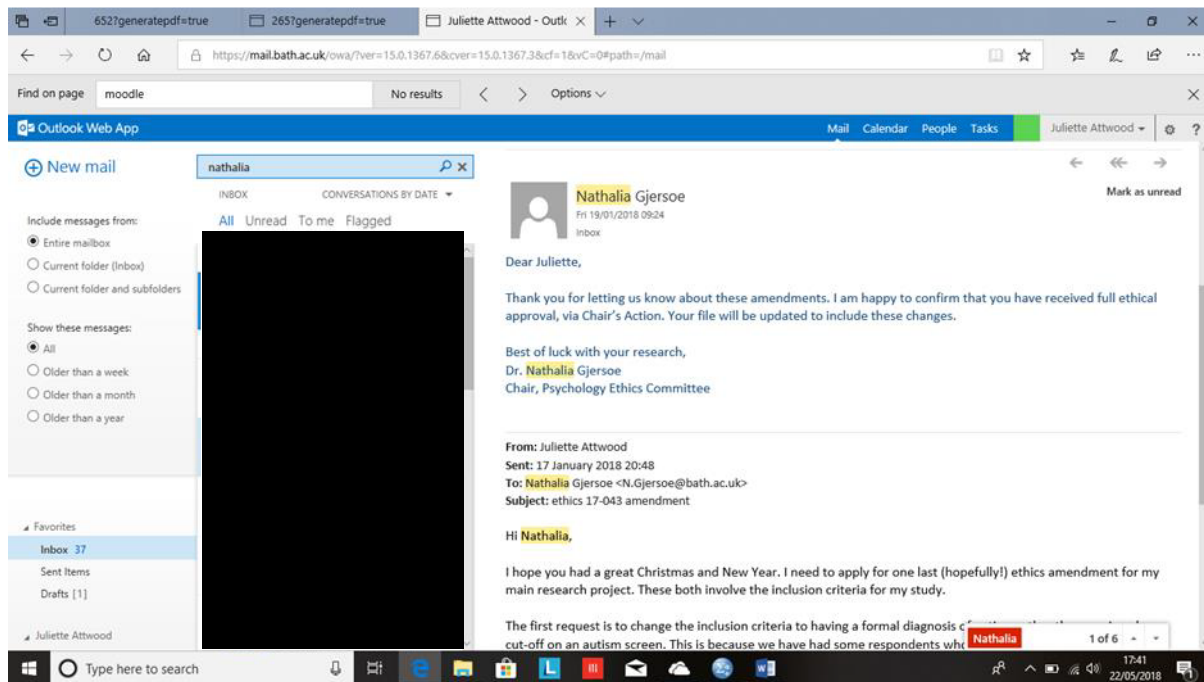 652?generatepdf=true
265?generatepdf=true
Juliette Attwood - Outl
https://mail.bath.ac.uk/owa/?ver=15.0.1367.6&cver=15.0.1367.3&cf=1&vC=0#path=/mail
Find on page moodle No results Options
Outlook Web App Mail Calendar People Tasks Juliette Attwood ?
New mail
nathalia
INBOX CONVERSATIONS BY DATE
All Unread To me Flagged
Include messages from:
Entire mailbox
Current folder (Inbox)
Current folder and subfolders
Show these messages:
All
Older than a week
Older than a month
Older than a year
Favorites
Inbox 37
Sent Items
Drafts [1]
Juliette Attwood
Mark as unread
Nathalia Gjersoe
Fri 19/01/2018 09:24
Inbox
Dear Juliette,
Thank you for letting us know about these amendments. I am happy to confirm that you have received full ethical
approval, via Chair's Action. Your file will be updated to include these changes.
Best of luck with your research,
Dr. Nathalia Gjersoe
Chair, Psychology Ethics Committee
From: Juliette Attwood
Sent: 17 January 2018 20:48
To: Nathalia Gjersoe <N.Gjersoe@bath.ac.uk>
Subject: ethics 17-043 amendment
Hi Nathalia,
I hope you had a great Christmas and New Year. I need to apply for one last (hopefully!) ethics amendment for my
main research project. These both involve the inclusion criteria for my study.
The first request is to change the inclusion criteria to having a formal diagnosis
cut-off on an autism screen. This is because we have had some respondents
Nathalia 1 of 6
Type here to search
17:41
22/05/2018